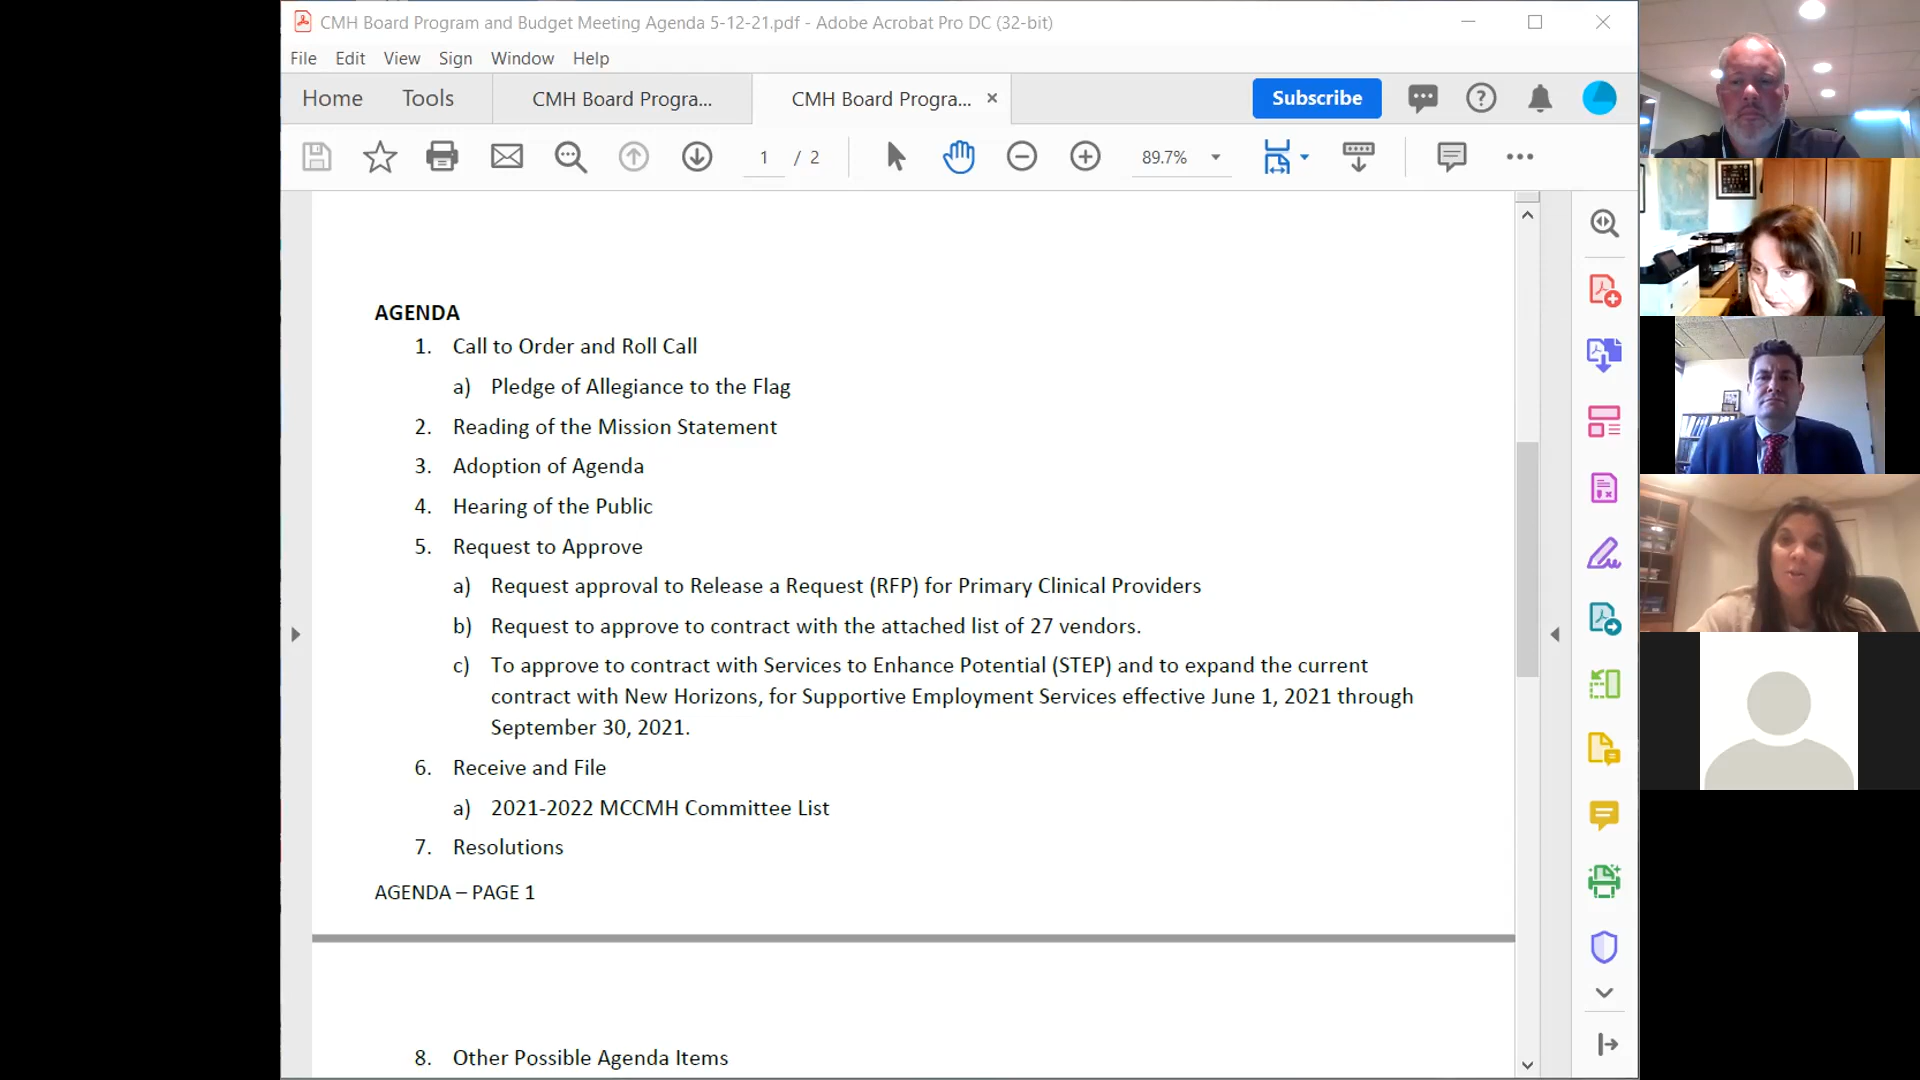 CMH Board Program and Budget Meeting Agenda 5-12-21.pdf - Adobe Acrobat Pro DC (32-bit)
File Edit View Sign Window Help
Home Tools CMH Board Progra... CMH Board Progra... Subscribe
1 / 2 89.7%
AGENDA
1. Call to Order and Roll Call
a) Pledge of Allegiance to the Flag
2. Reading of the Mission Statement
3. Adoption of Agenda
4. Hearing of the Public
5. Request to Approve
a) Request approval to Release a Request (RFP) for Primary Clinical Providers
b) Request to approve to contract with the attached list of 27 vendors.
c) To approve to contract with Services to Enhance Potential (STEP) and to expand the current
contract with New Horizons, for Supportive Employment Services effective June 1, 2021 through
September 30, 2021.
6. Receive and File
a) 2021-2022 MCCMH Committee List
7. Resolutions
AGENDA – PAGE 1
8. Other Possible Agenda Items